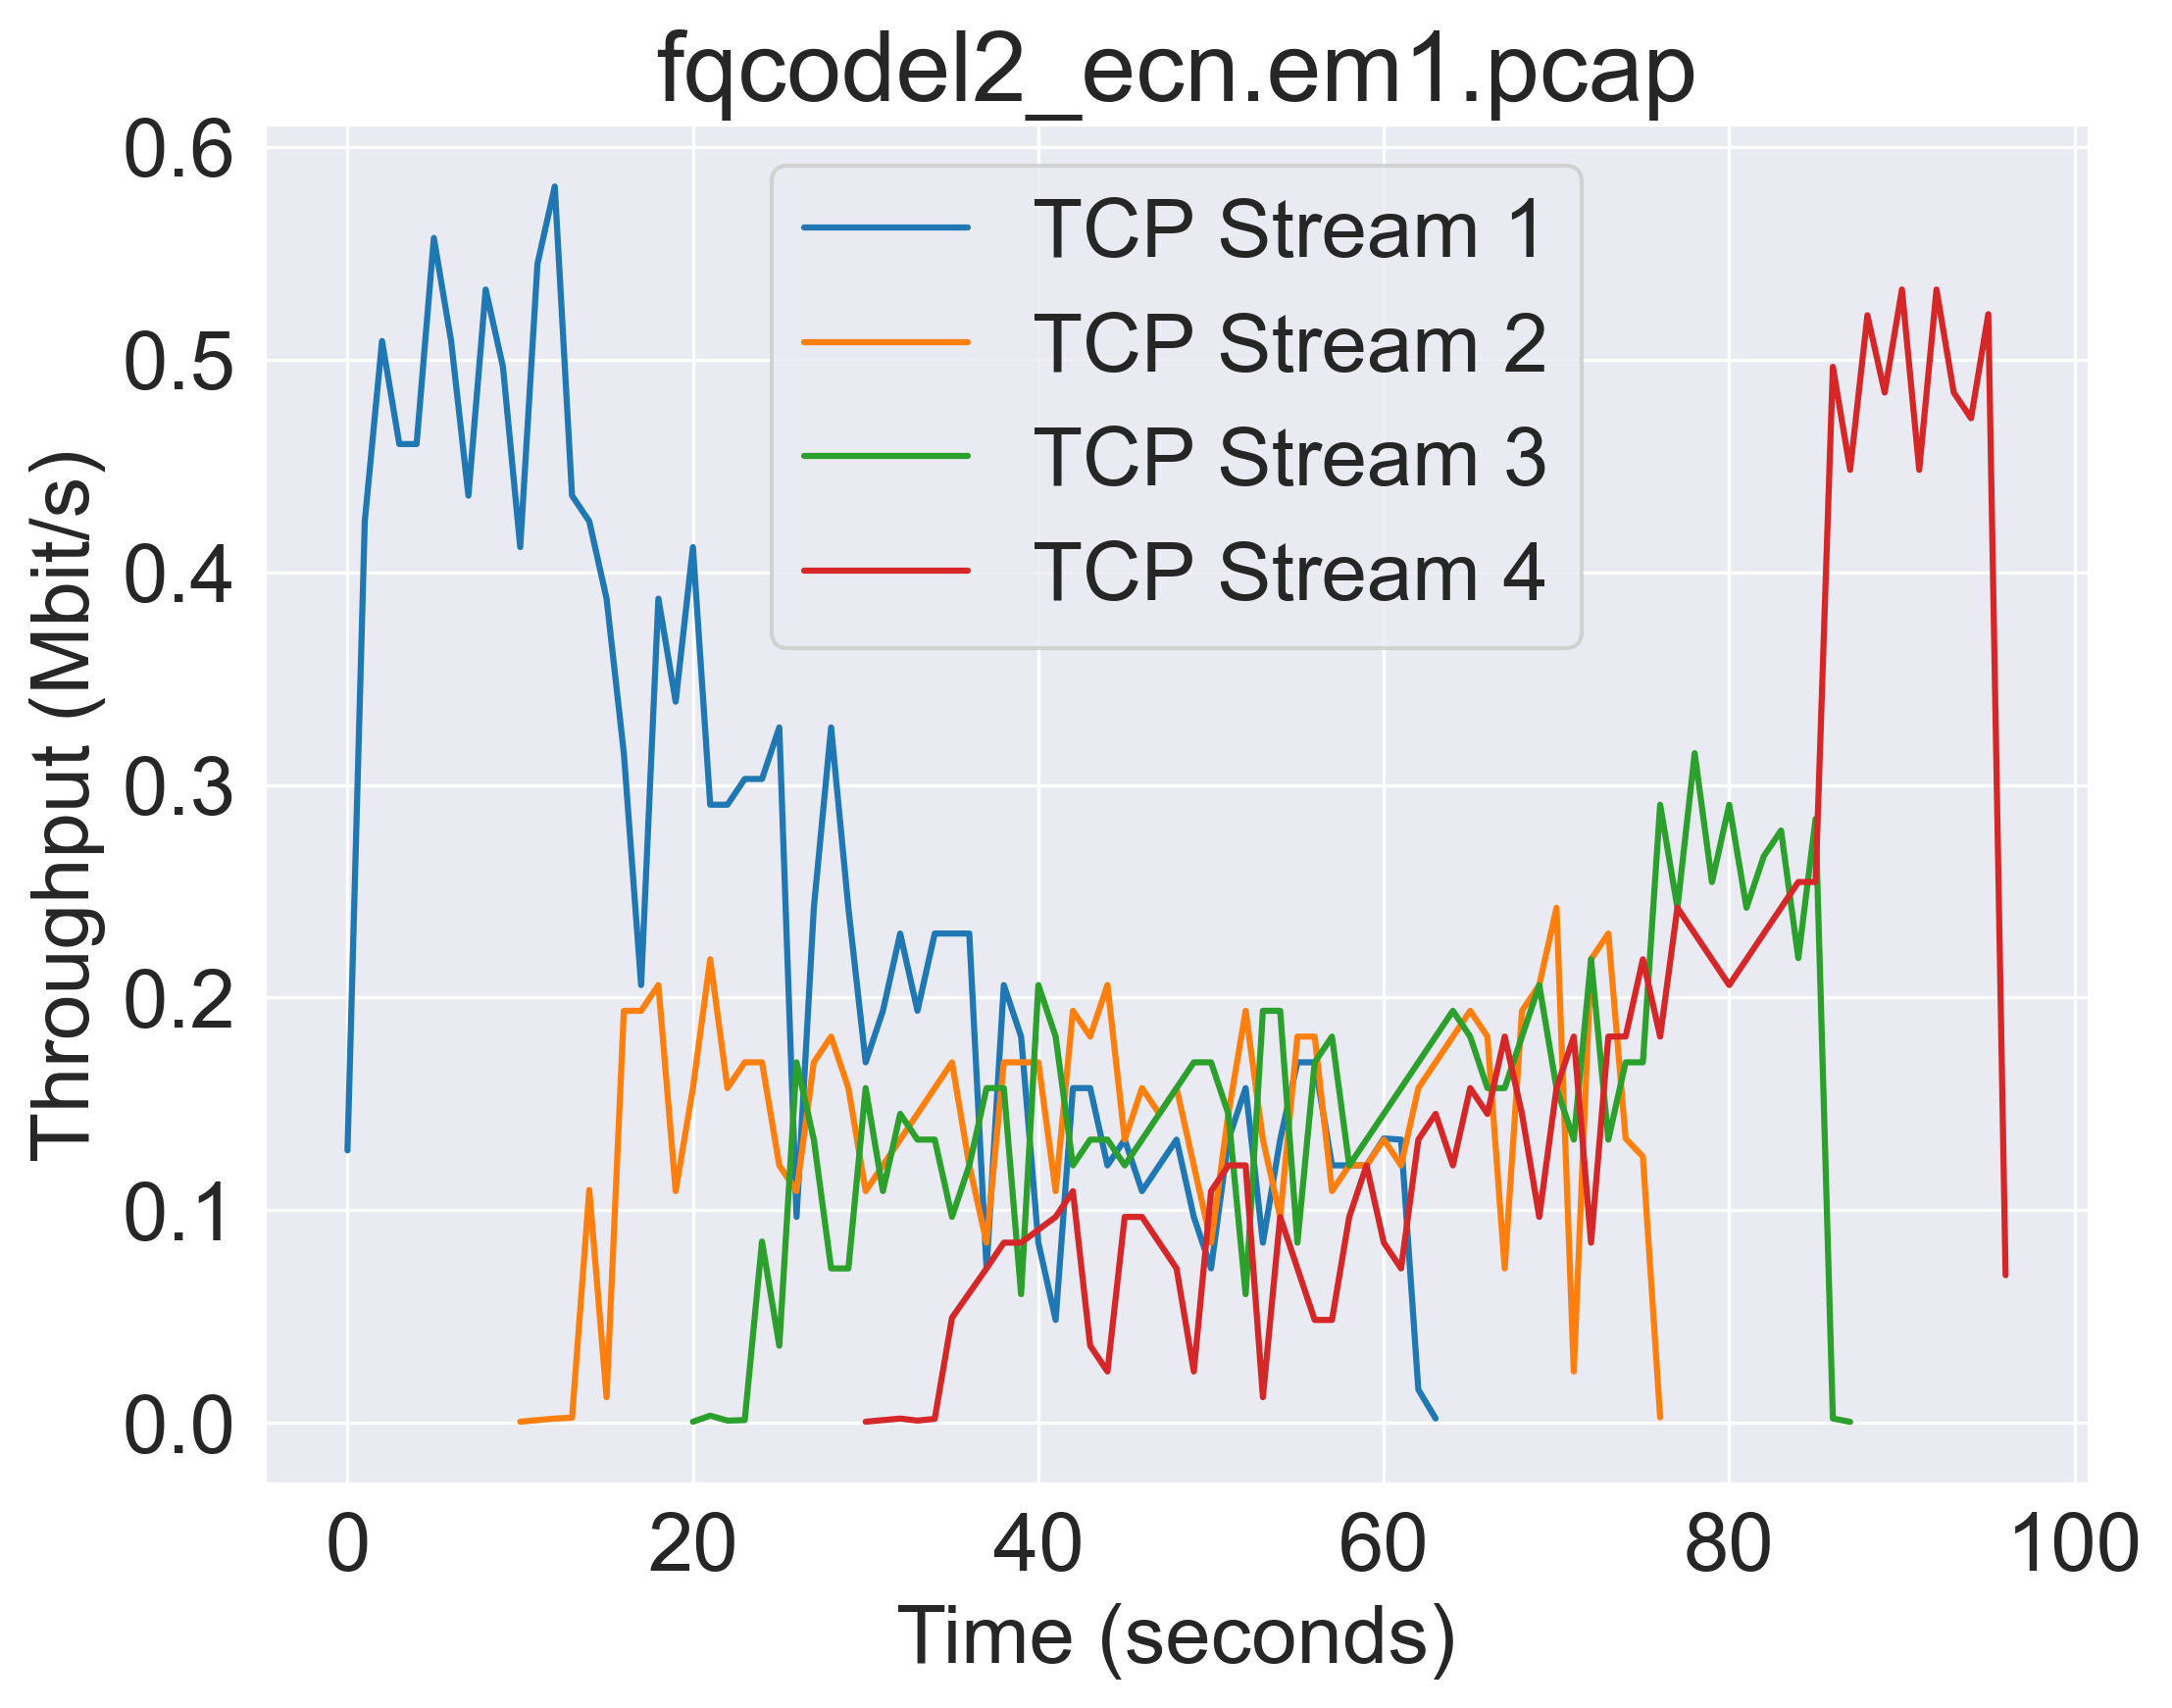 fqcodel2_ecn.em1.pcap
Throughput (Mbit/s)
0.6
0.5
0.4
0.3
0.2
0.1
0.0
TCP Stream 1
TCP Stream 2
TCP Stream 3
TCP Stream 4
0 20 40 60 80 100
Time (seconds)